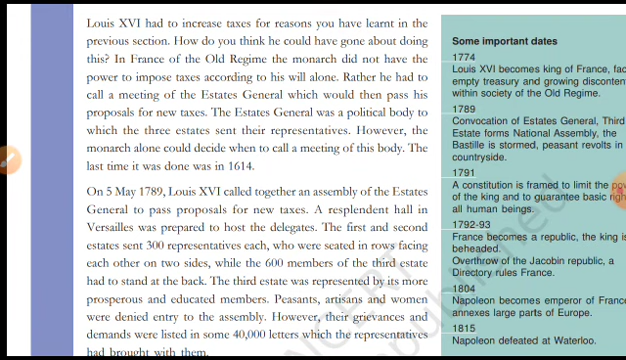 Louis XVI had to increase taxes for reasons you have learnt in the
previous section. How do you think he could have gone about doing
this? In France of the Old Regime the monarch did not have the
power to impose taxes according to his will alone. Rather he had to
call a meeting of the Estates General which would then pass his
proposals for new taxes. The Estates General was a political body to
which the three estates sent their representatives. However, the
monarch alone could decide when to call a meeting of this body. The
last time it was done was in 1614.
On 5 May 1789, Louis XVI called together an assembly of the Estates
General to pass proposals for new taxes. A resplendent hall in
Versailles was prepared to host the delegates. The first and second
estates sent 300 representatives each, who were seated in rows facing
each other on two sides, while the 600 members of the third estate
had to stand at the back. The third estate was represented by its more
prosperous and educated members. Peasants, artisans and women
were denied entry to the assembly. However, their grievances and
demands were listed in some 40,000 letters which the representatives
had brought with them.
Some important dates
1774
Louis XVI becomes king of France,
empty treasury and growing
within society of the Old Regime.
1789
Convocation of Estates General, Third
Estate forms National Assembly, the
Bastille is stormed, peasant revolts in
countryside.
1791
A constitution is framed to limit the
of the king and to guarantee basic
all human beings.
1792-93
France becomes a republic, the king
beheaded.
Overthrow of the Jacobin republic, a
Directory rules France.
1804
Napoleon becomes emperor of
annexes large parts of Europe.
1815
Napoleon defeated at Waterloo.